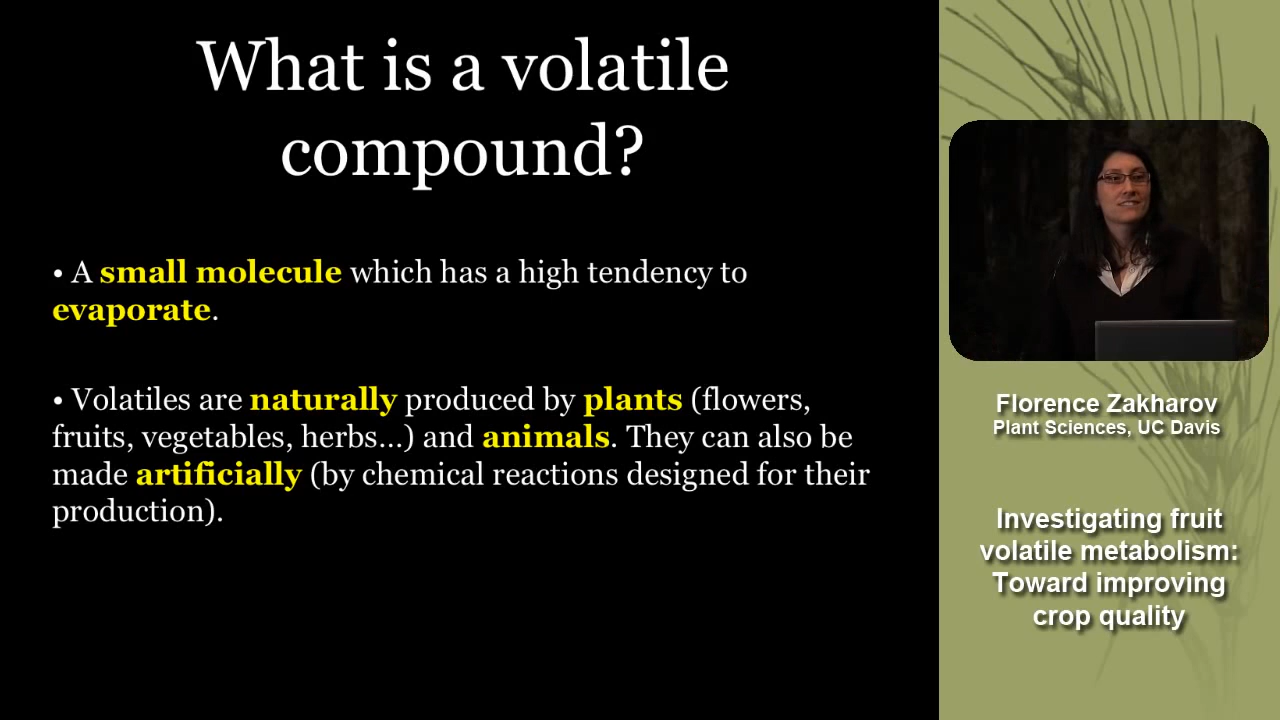 What is a volatile
compound?
• A small molecule which has a high tendency to
evaporate.
• Volatiles are naturally produced by plants (flowers,
fruits, vegetables, herbs...) and animals. They can also be
made artificially (by chemical reactions designed for their
production).
Florence Zakharov
Plant Sciences, UC Davis
Investigating fruit
volatile metabolism:
Toward improving
crop quality